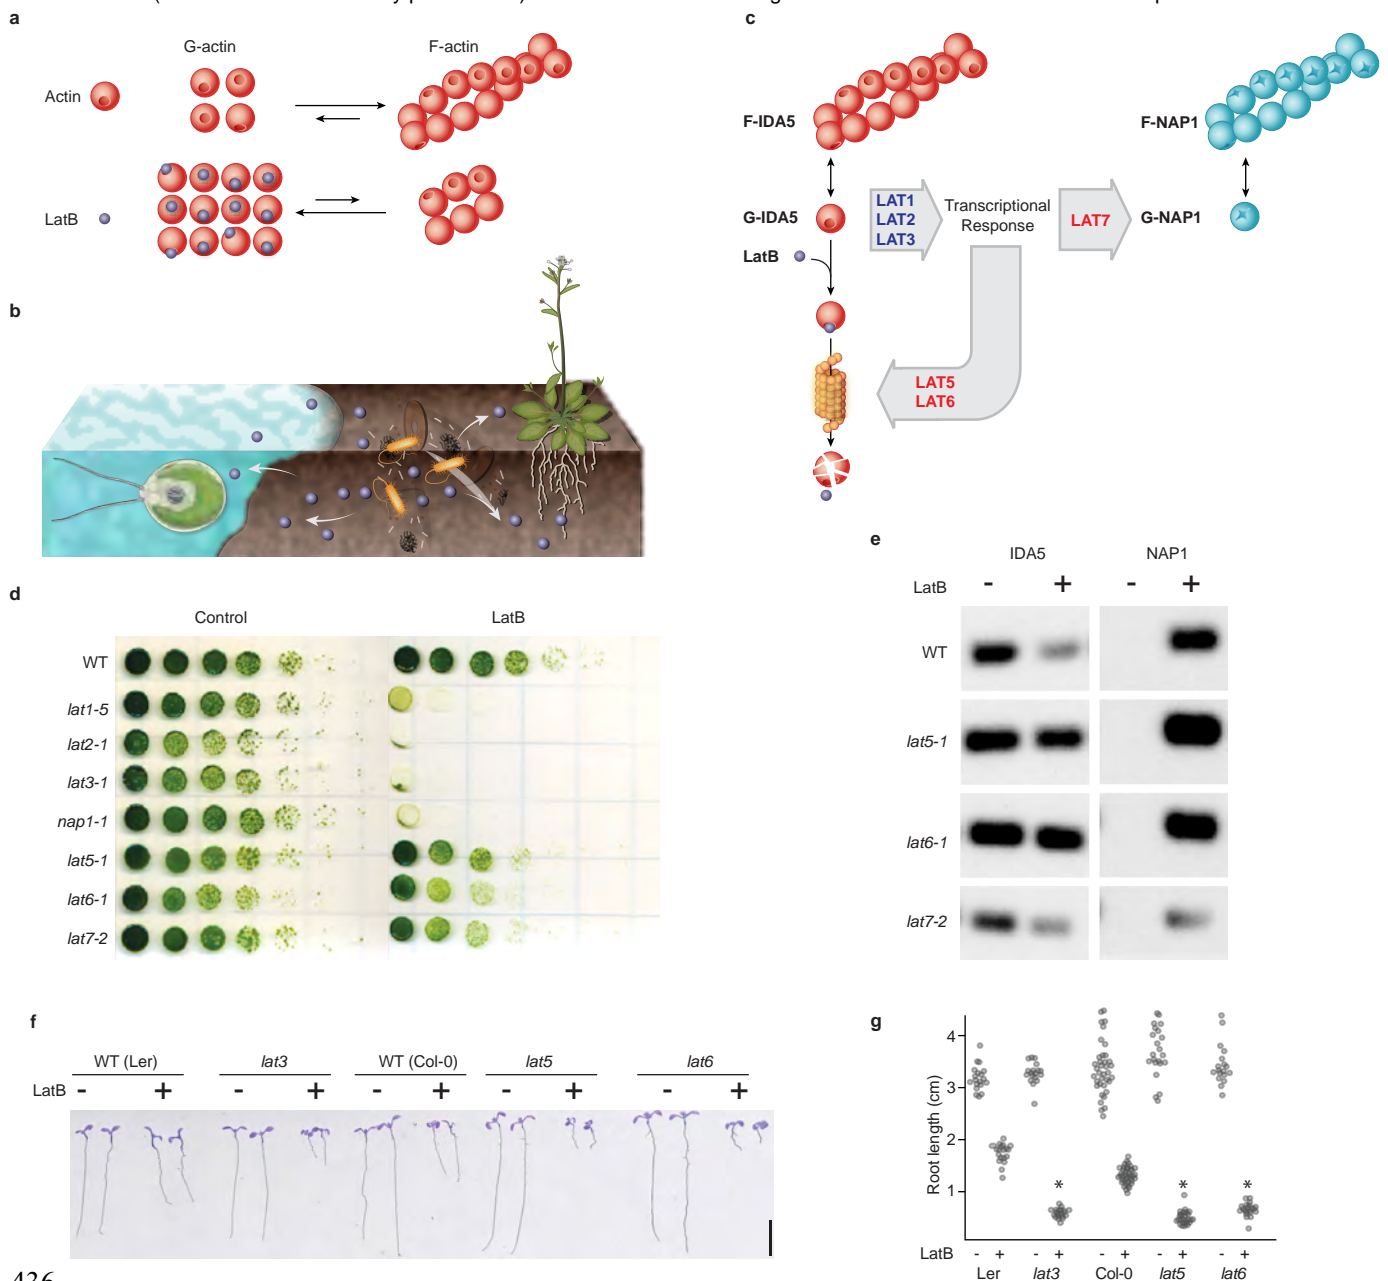 a
G-actin
F-actin
Actin
LatB
b
c
F-IDA5
F-NAP1
G-IDA5
LAT1
LAT2
LAT3
Transcriptional
Response
LAT7
G-NAP1
LatB
LAT5
LAT6
d
Control
LatB
WT
lat1-5
lat2-1
lat3-1
nap1-1
lat5-1
lat6-1
lat7-2
e
IDA5
NAP1
LatB - + - +
WT
lat5-1
lat6-1
lat7-2
f
WT (Ler) lat3 WT (Col-0) lat5 lat6
LatB - + - + - + - + - +
g
Root length (cm)
4
3
2
1
* * *
LatB - + - + - + - + - +
Ler lat3 Col-0 lat5 lat6